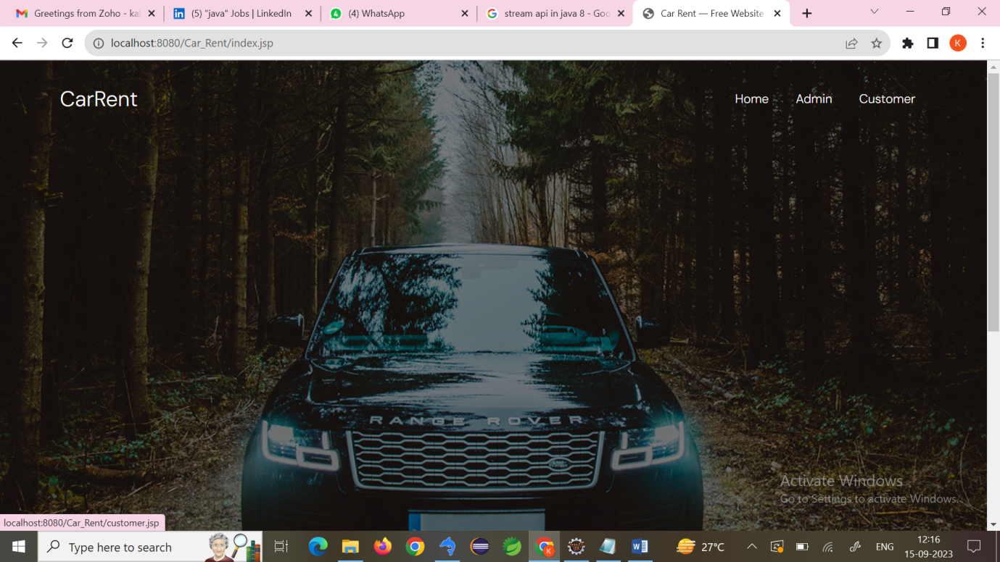 Greetings from Zoho - kal
(5) "java" Jobs | LinkedIn
(4) WhatsApp
stream api in java 8 - Goo
Car Rent — Free Website
localhost:8080/Car_Rent/index.jsp
K
CarRent
Home
Admin
Customer
RANGE ROVER
Activate Windows
Go to Settings to activate Windows.
localhost:8080/Car_Rent/customer.jsp
Type here to search
27°C
ENG
12:16
15-09-2023